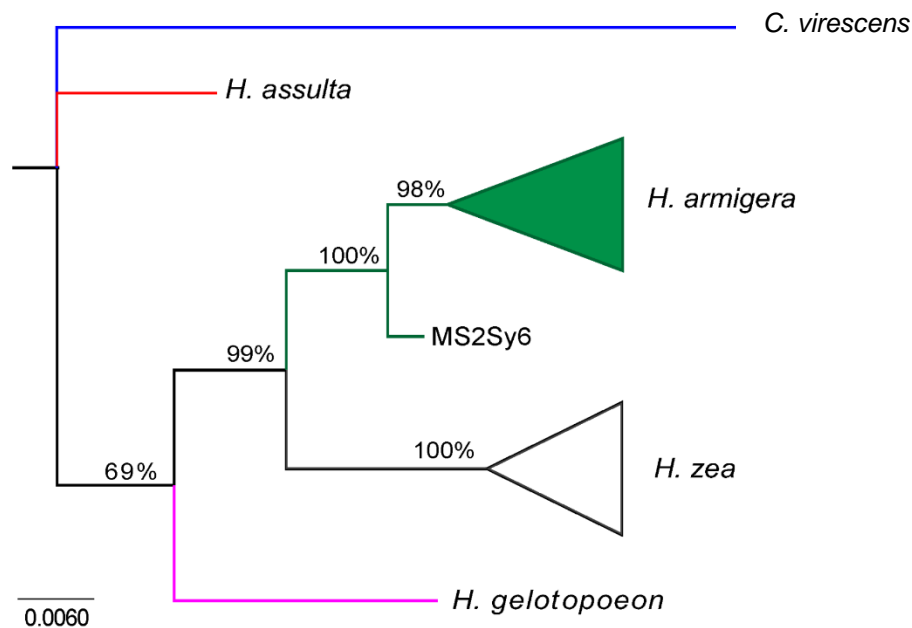 C. virescens
H. assulta
98%
H. armigera
100%
MS2Sy6
99%
100%
H. zea
69%
H. gelotopoeon
0.0060